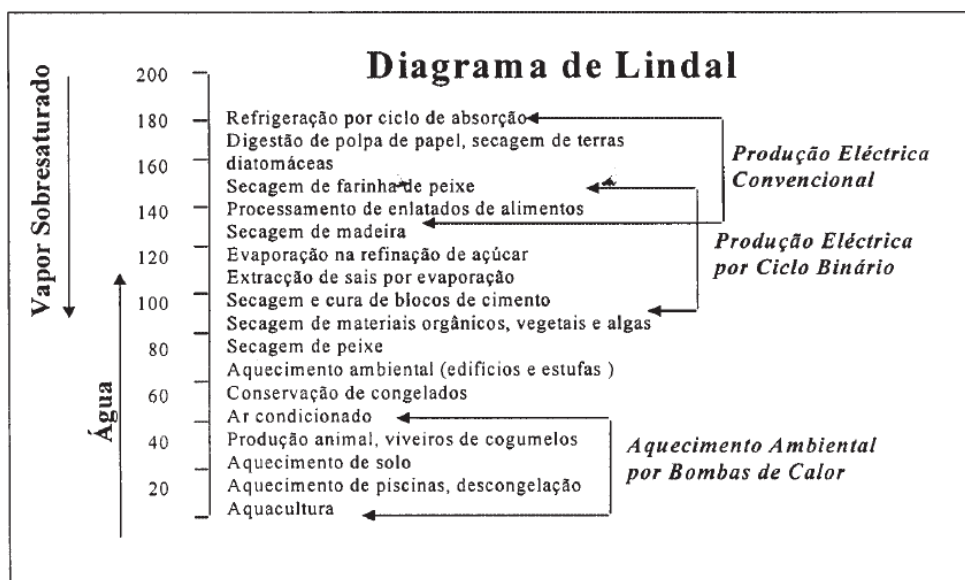 Diagrama de Lindal
Vapor Sobresaturado
Água
200
180
160
140
120
100
80
60
40
20
Refrigeração por ciclo de absorção
Digestão de polpa de papel, secagem de terras
diatomáceas
Secagem de farinha de peixe
Processamento de enlatados de alimentos
Secagem de madeira
Evaporação na refinação de açúcar
Extracção de sais por evaporação
Secagem e cura de blocos de cimento
Secagem de materiais orgânicos, vegetais e algas
Secagem de peixe
Aquecimento ambiental (edificios e estufas )
Conservação de congelados
Ar condicionado
Produção animal, viveiros de cogumelos
Aquecimento de solo
Aquecimento de piscinas, descongelação
Aquacultura
Produção Eléctrica
Convencional
Produção Eléctrica
por Ciclo Binário
Aquecimento Ambiental
por Bombas de Calor